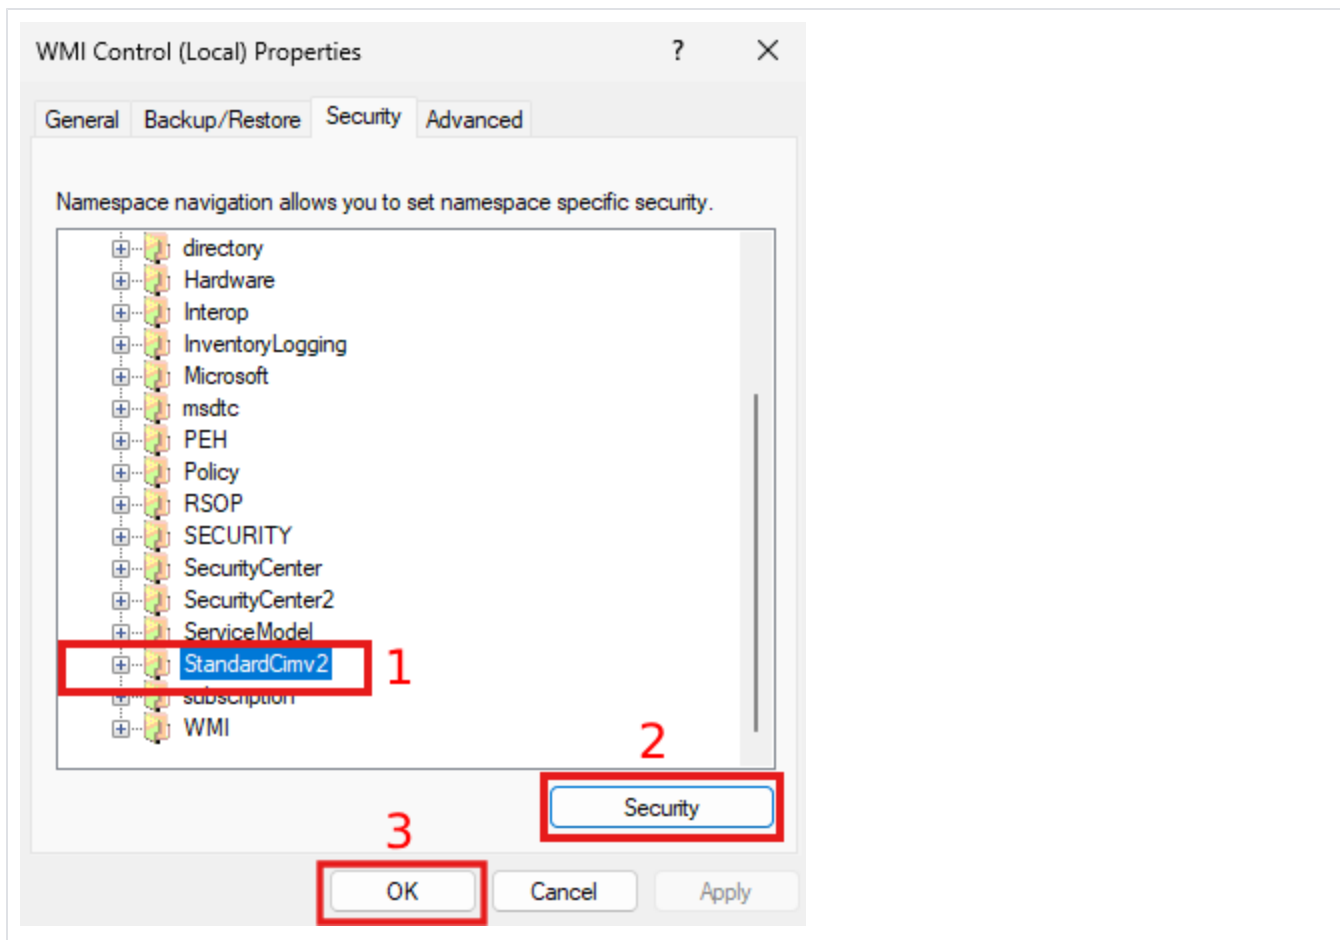 WMI Control (Local) Properties ?
General Backup/Restore Security Advanced
Namespace navigation allows you to set namespace specific security.
directory
Hardware
Interop
InventoryLogging
Microsoft
msdtc
PEH
Policy
RSOP
SECURITY
SecurityCenter
SecurityCenter2
ServiceModel
StandardCimv2 1
subscription
WMI
2
Security
3
OK Cancel Apply